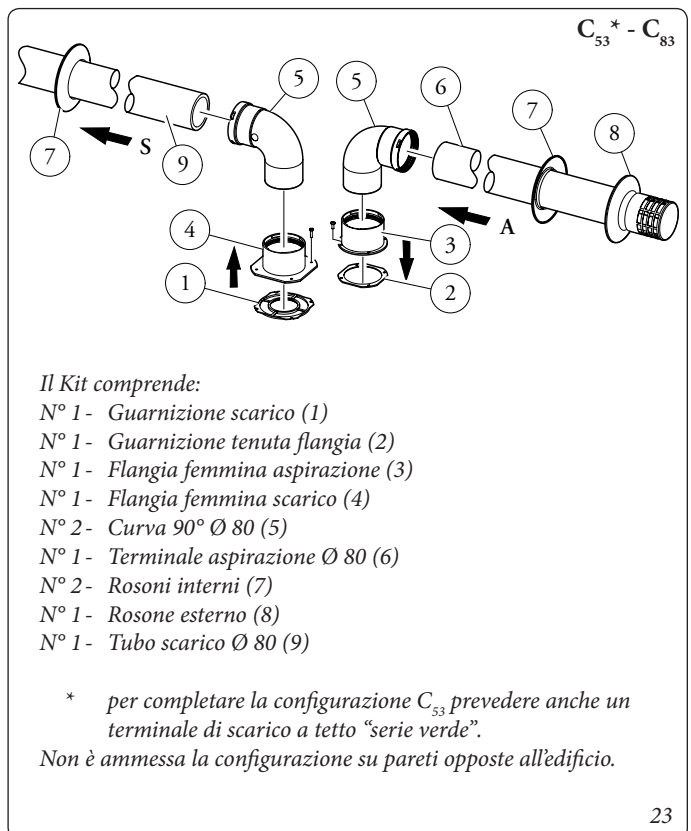 C53* - C83
5
5
6
7
8
7
S
9
4
A
3
1
2
Il Kit comprende:
N° 1 - Guarnizione scarico (1)
N° 1 - Guarnizione tenuta flangia (2)
N° 1 - Flangia femmina aspirazione (3)
N° 1 - Flangia femmina scarico (4)
N° 2 - Curva 90° Ø 80 (5)
N° 1 - Terminale aspirazione Ø 80 (6)
N° 2 - Rosoni interni (7)
N° 1 - Rosone esterno (8)
N° 1 - Tubo scarico Ø 80 (9)
* per completare la configurazione C53 prevedere anche un
terminale di scarico a tetto “serie verde”.
Non è ammessa la configurazione su pareti opposte all'edificio.
23